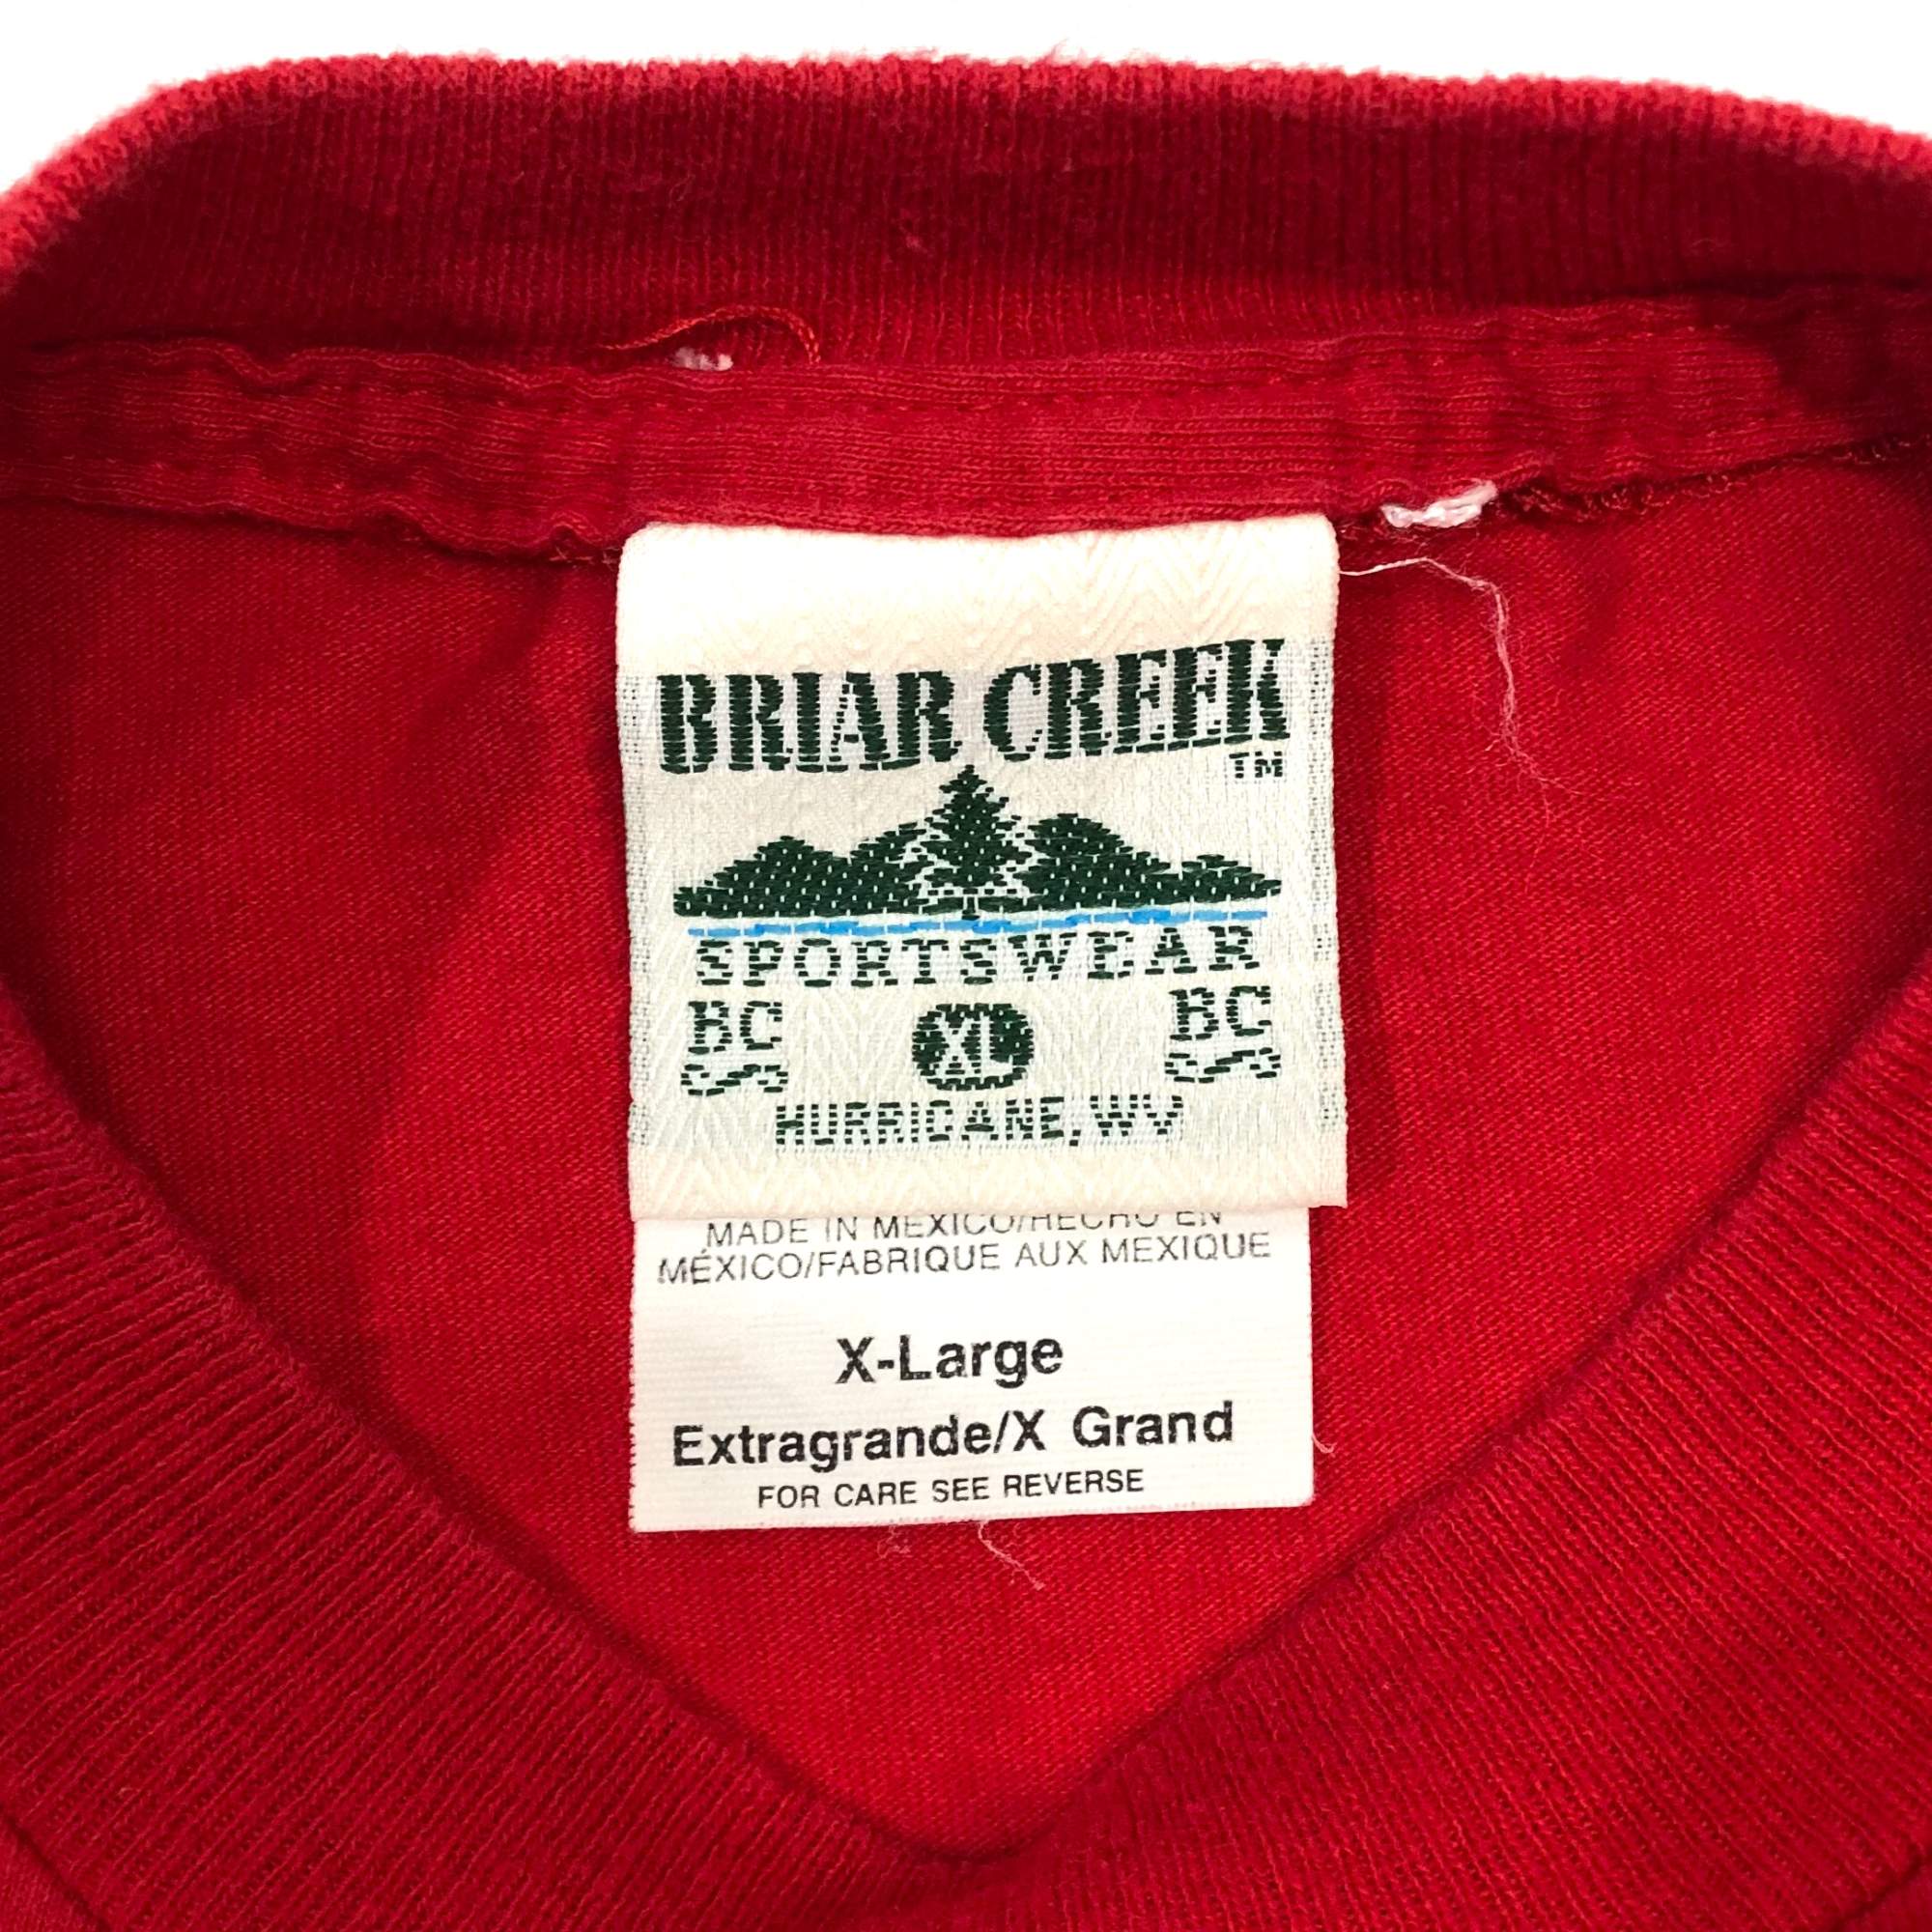 BRIAR CREEK
TM
SPORTSWEAR
BC XL BC
HURRICANE, WV
MADE IN MEXICO/HECHO EN
MÉXICO/FABRIQUE AUX MEXIQUE
X-Large
Extragrande/X Grand
FOR CARE SEE REVERSE